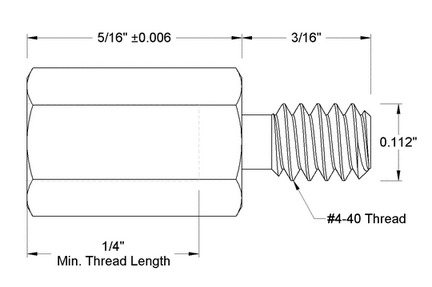 5/16" ±0.006
3/16"
0.112"
#4-40 Thread
1/4"
Min. Thread Length